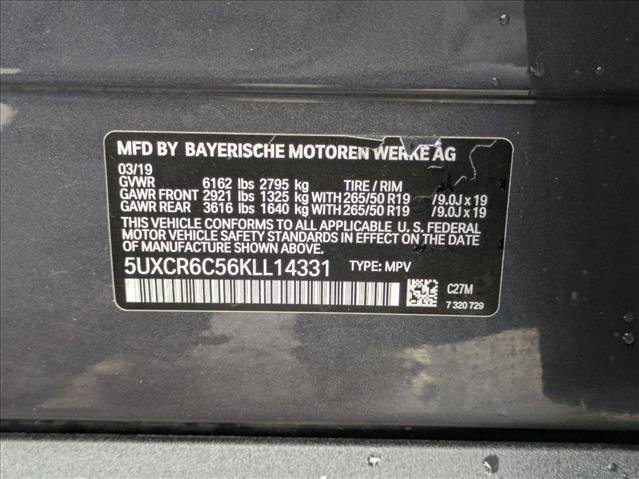 MFD BY BAYERISCHE MOTOREN WERKE AG
03/19
GVWR 6162 lbs 2795 kg TIRE / RIM
GAWR FRONT 2921 lbs 1325 kg WITH 265/50 R19 /9.0J x 19
GAWR REAR 3616 lbs 1640 kg WITH 265/50 R19 /9.0J x 19
THIS VEHICLE CONFORMS TO ALL APPLICABLE U. S. FEDERAL
MOTOR VEHICLE SAFETY STANDARDS IN EFFECT ON THE DATE
OF MANUFACTURE SHOWN ABOVE.
5UXCR6C56KLL14331 TYPE: MPV
C27M
7 320 729